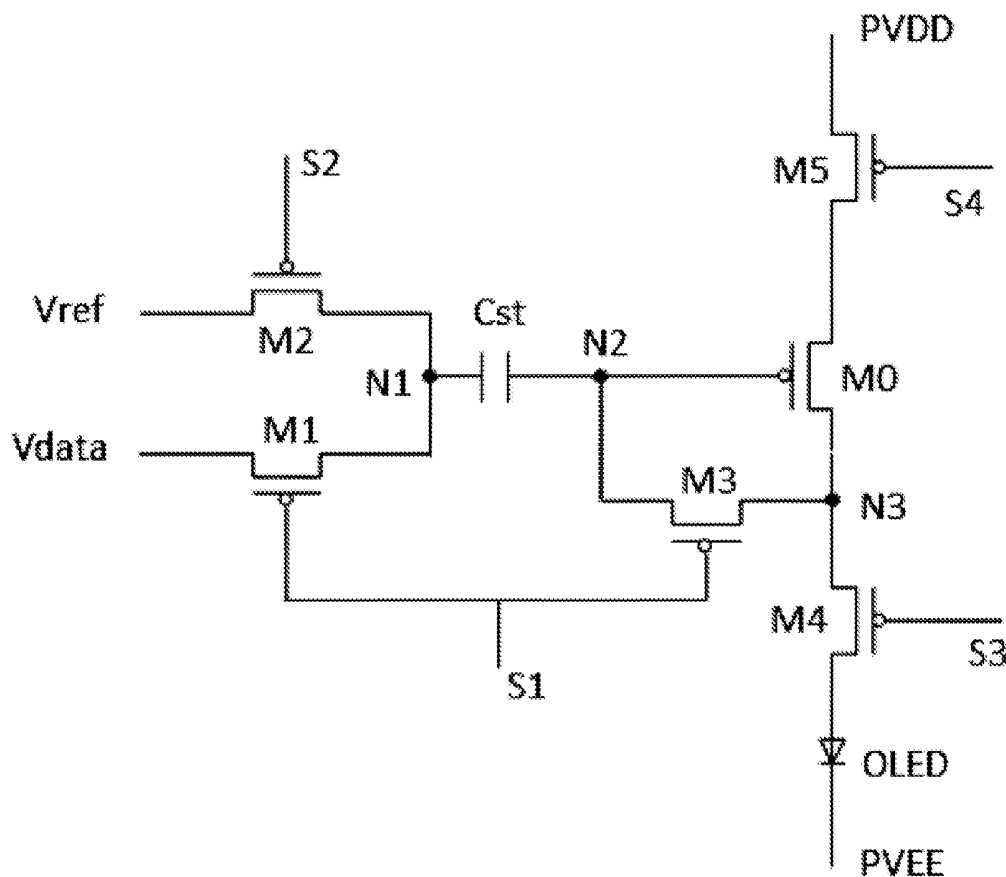 PVDD
S2
M5
S4
Vref
M2
Cst
N2
N1
M0
Vdata
M1
M3
N3
M4
S3
S1
OLED
PVEE